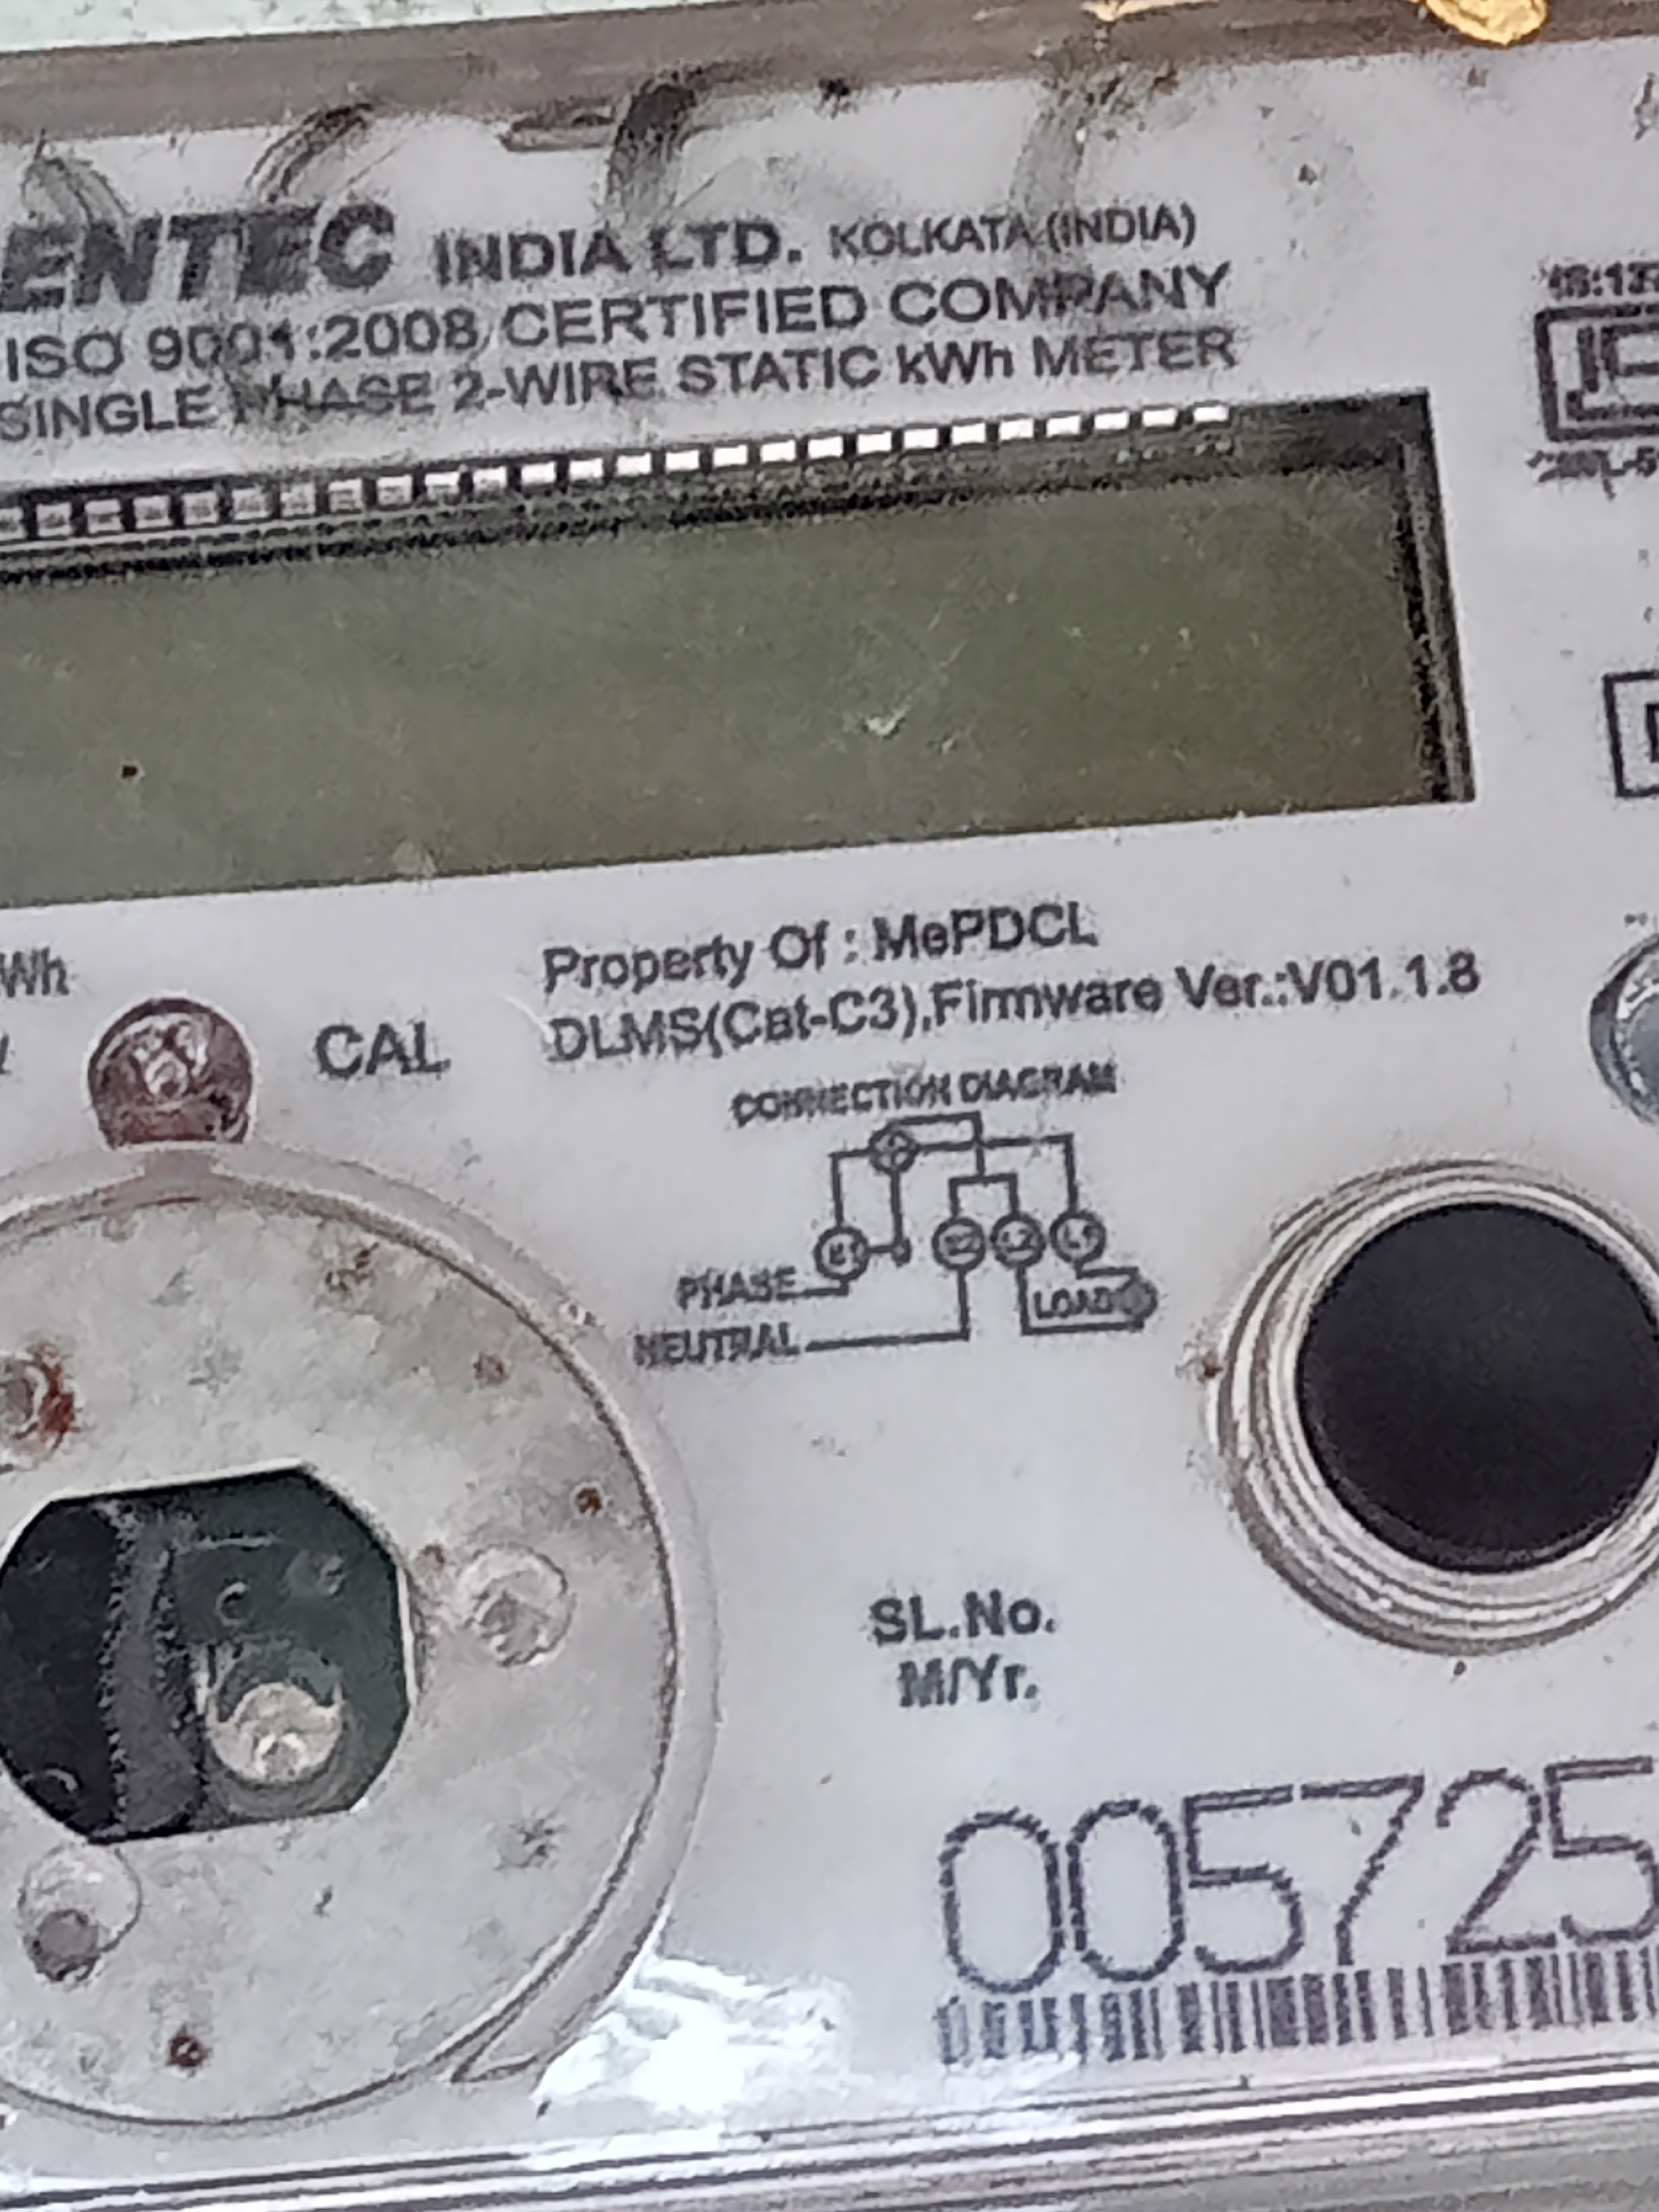 ENTEC INDIA LTD. KOLKATA (INDIA)
ISO 9001:2008 CERTIFIED COMPANY
SINGLE PHASE 2-WIRE STATIC kWh METER
Wh
CAL
Property Of : MePDCL
DLMS(Cat-C3),Firmware Ver.:V01.1.8
CONNECTION DIAGRAM
PHASE
NEUTRAL
LOAD
SL.No.
M/Yr.
005725